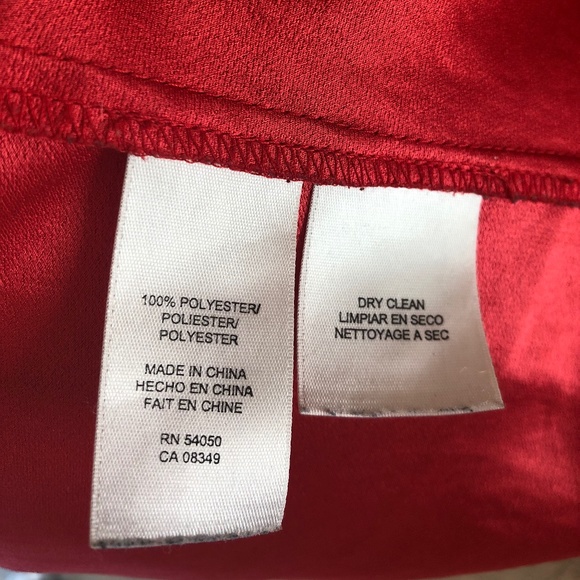 100% POLYESTER/
POLIESTER/
POLYESTER
MADE IN CHINA
HECHO EN CHINA
FAIT EN CHINE
RN 54050
CA 08349
DRY CLEAN
LIMPIAR EN SECO
NETTOYAGE A SEC